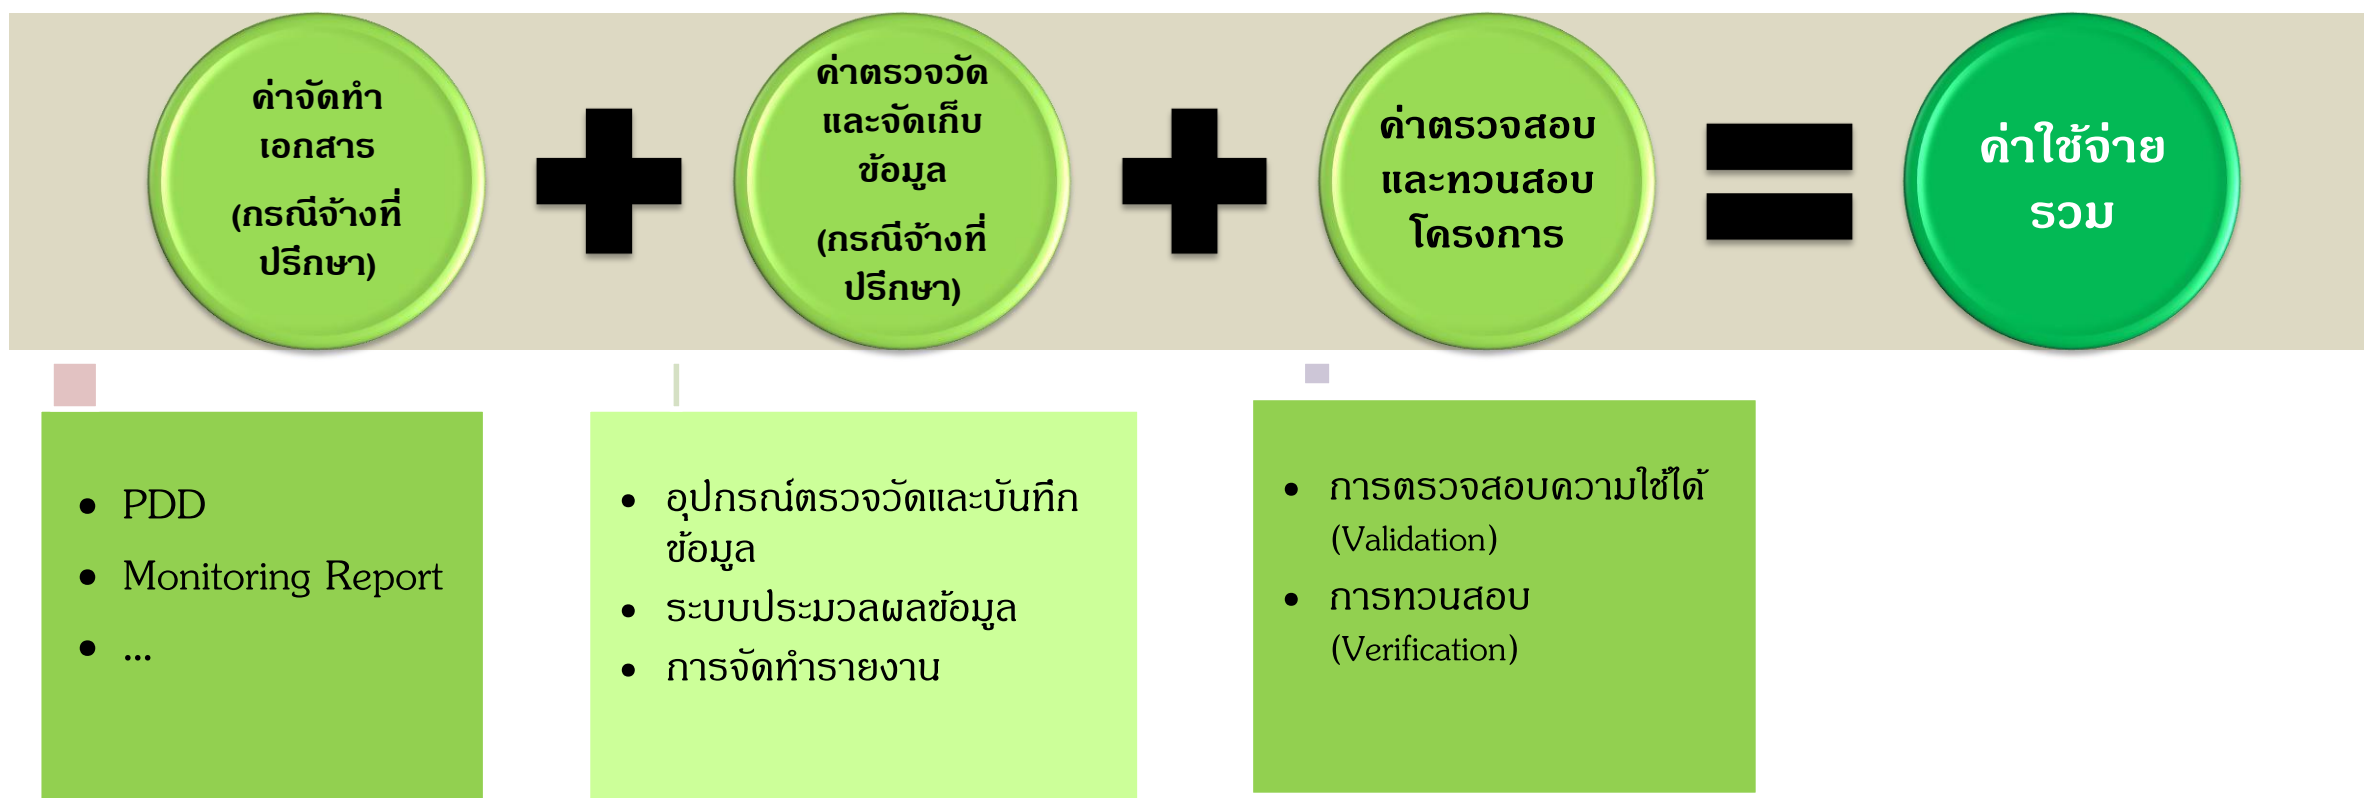 ค่าจัดทำ
เอกสาร
(กรณีจ้างที่
ปรึกษา)
ค่าตรวจวัด
และจัดเก็บ
ข้อมูล
(กรณีจ้างที่
ปรึกษา)
ค่าตรวจสอบ
และทวนสอบ
โครงการ
ค่าใช้จ่าย
รวม
• PDD
• Monitoring Report
• ...
• อุปกรณ์ตรวจวัดและบันทึก
ข้อมูล
• ระบบประมวลผลข้อมูล
• การจัดทำรายงาน
• การตรวจสอบความใช้ได้
(Validation)
• การทวนสอบ
(Verification)